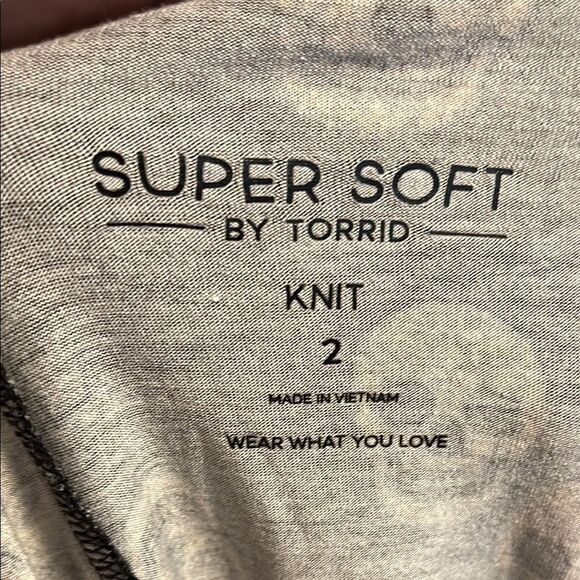 SUPER SOFT
BY TORRID
KNIT
2
MADE IN VIETNAM
WEAR WHAT YOU LOVE